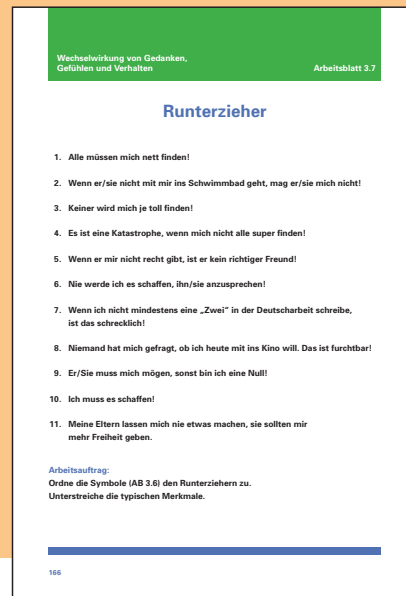 Wechselwirkung von Gedanken,
Gefühlen und Verhalten
Arbeitsblatt 3.7
Runterzieher
1. Alle müssen mich nett finden!
2. Wenn er/sie nicht mit mir ins Schwimmbad geht, mag er/sie mich nicht!
3. Keiner wird mich je toll finden!
4. Es ist eine Katastrophe, wenn mich nicht alle super finden!
5. Wenn er mir nicht recht gibt, ist er kein richtiger Freund!
6. Nie werde ich es schaffen, ihn/sie anzusprechen!
7. Wenn ich nicht mindestens eine „Zwei“ in der Deutscharbeit schreibe,
ist das schrecklich!
8. Niemand hat mich gefragt, ob ich heute mit ins Kino will. Das ist furchtbar!
9. Er/Sie muss mich mögen, sonst bin ich eine Null!
10. Ich muss es schaffen!
11. Meine Eltern lassen mich nie etwas machen, sie sollten mir
mehr Freiheit geben.
Arbeitsauftrag:
Ordne die Symbole (AB 3.6) den Runterziehern zu.
Unterstreiche die typischen Merkmale.
166